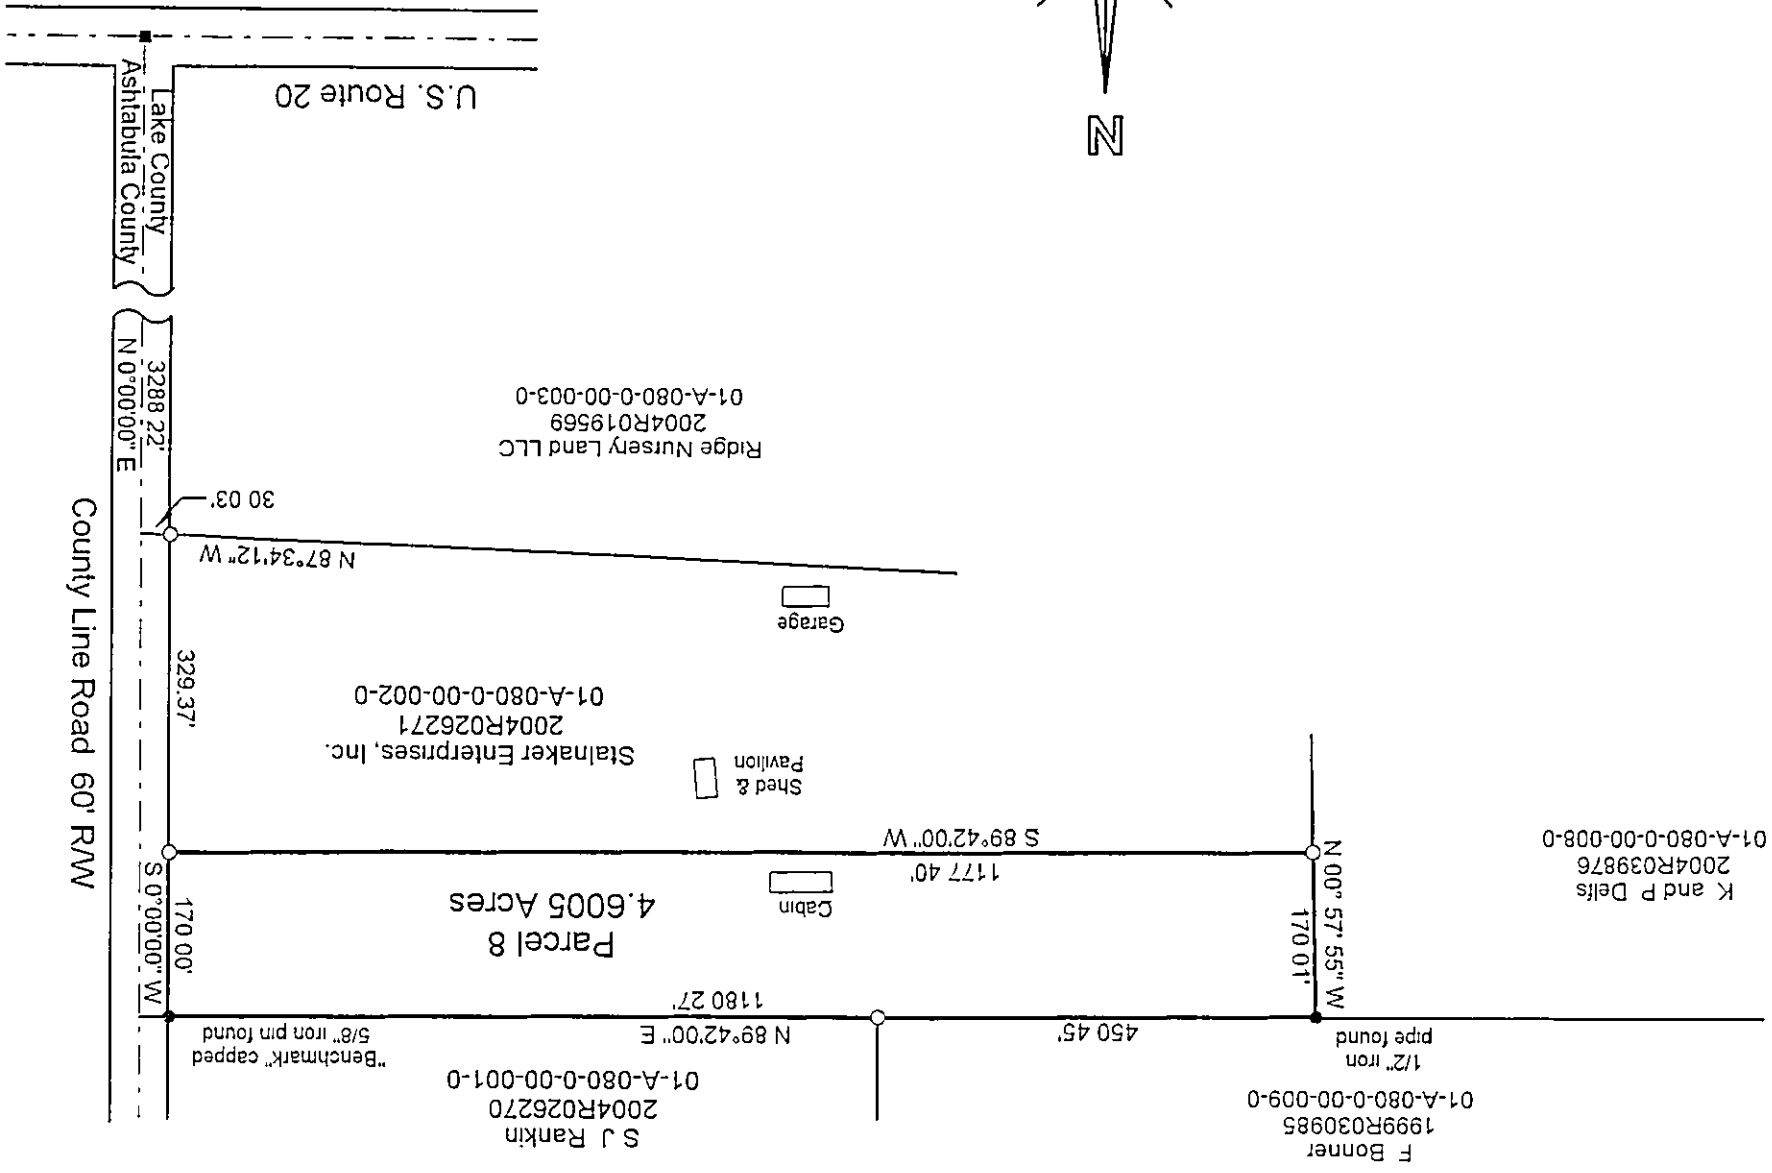 F Bonner
1999R030985
01-A-080-0-00-009-0
1/2" iron
pipe found
S J Rankin
2004R026270
01-A-080-0-00-001-0
"Benchmark" capped
5/8" iron pin found
450.45'
N 89°42'00" E
1180 27'
N 00° 57' 55" W
170 01'
Parcel 8
4.6005 Acres
Cabin
170 00'
S 0°00'00" W
K and P Delfs
2004R039876
01-A-080-0-00-008-0
1177 40'
S 89°42'00" W
Shed &
Pavilion
Stalnaker Enterprises, Inc.
2004R026271
01-A-080-0-00-002-0
329.37'
County Line Road 60' R/W
Garage
N 87°34'12" W
30 03'
Ridge Nursery Land LLC
2004R019569
01-A-080-0-00-003-0
3288 22'
N 0°00'00" E
N
Lake County
Ashtabula County
U.S. Route 20